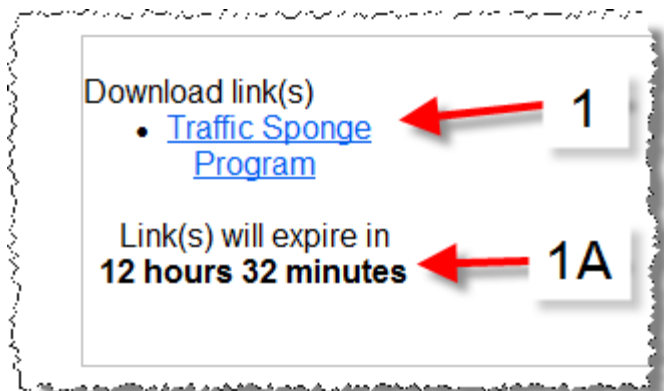 Download link(s)
• Traffic Sponge 1
Program
Link(s) will expire in
12 hours 32 minutes 1A